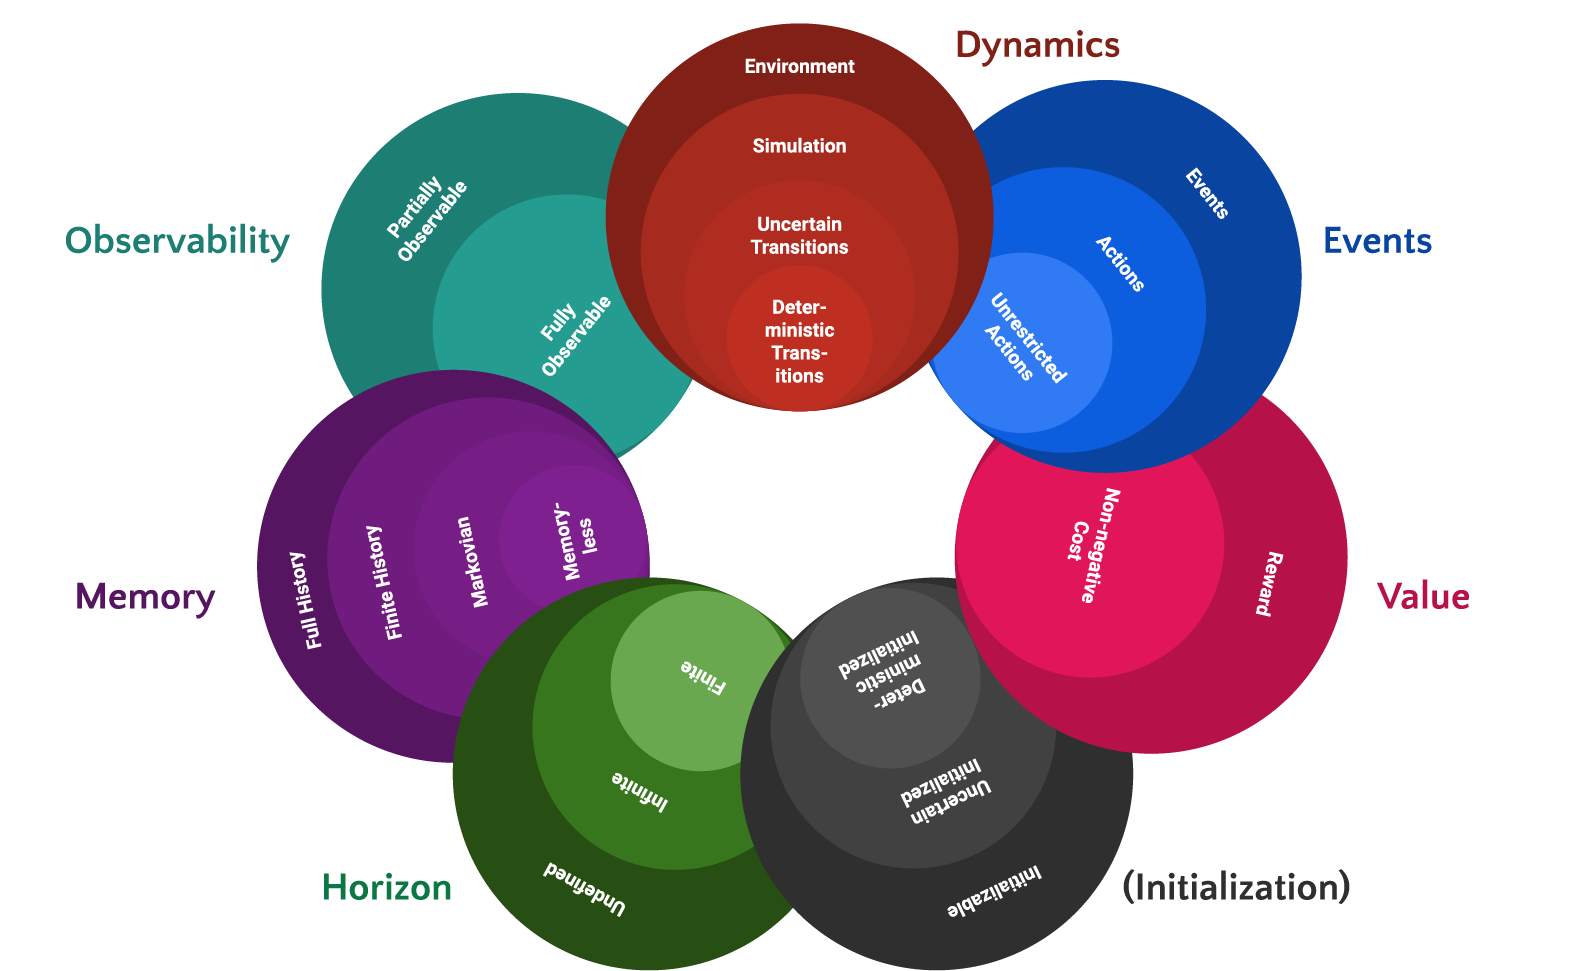 Dynamics
Environment
Simulation
Uncertain
Transitions
Deter-
ministic
Trans-
itions
Events
Events
Actions
Unrestricted
Actions
Value
Reward
Non-negative
Cost
(Initialization)
Initializable
Uncertain
Initialized
Deter-
ministic
Initialized
Horizon
Undefined
Infinite
Finite
Memory
Full History
Finite History
Markovian
Memory-
less
Observability
Partially
Observable
Fully
Observable